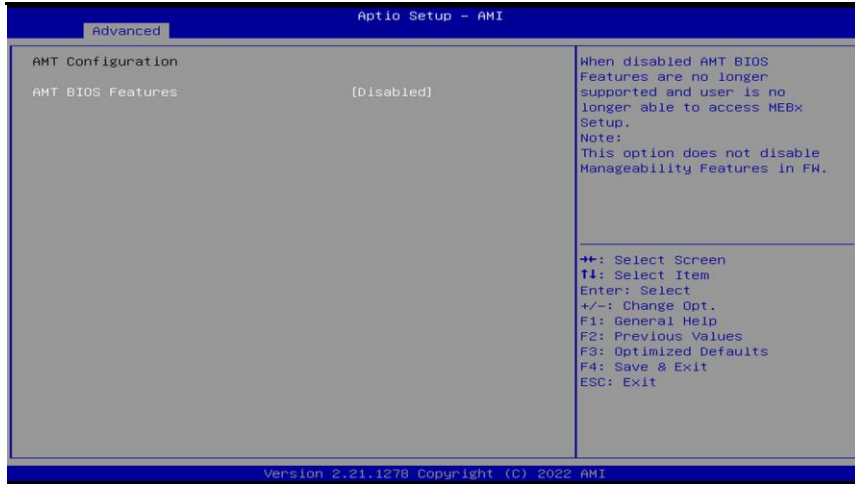 Aptio Setup – AMI
Advanced
AMT Configuration
AMT BIOS Features [Disabled]
When disabled AMT BIOS
Features are no longer
supported and user is no
longer able to access MEBx
Setup.
Note:
This option does not disable
Manageability Features in FW.
→←: Select Screen
↑↓: Select Item
Enter: Select
+/-: Change Opt.
F1: General Help
F2: Previous Values
F3: Optimized Defaults
F4: Save & Exit
ESC: Exit
Version 2.21.1278 Copyright (C) 2022 AMI